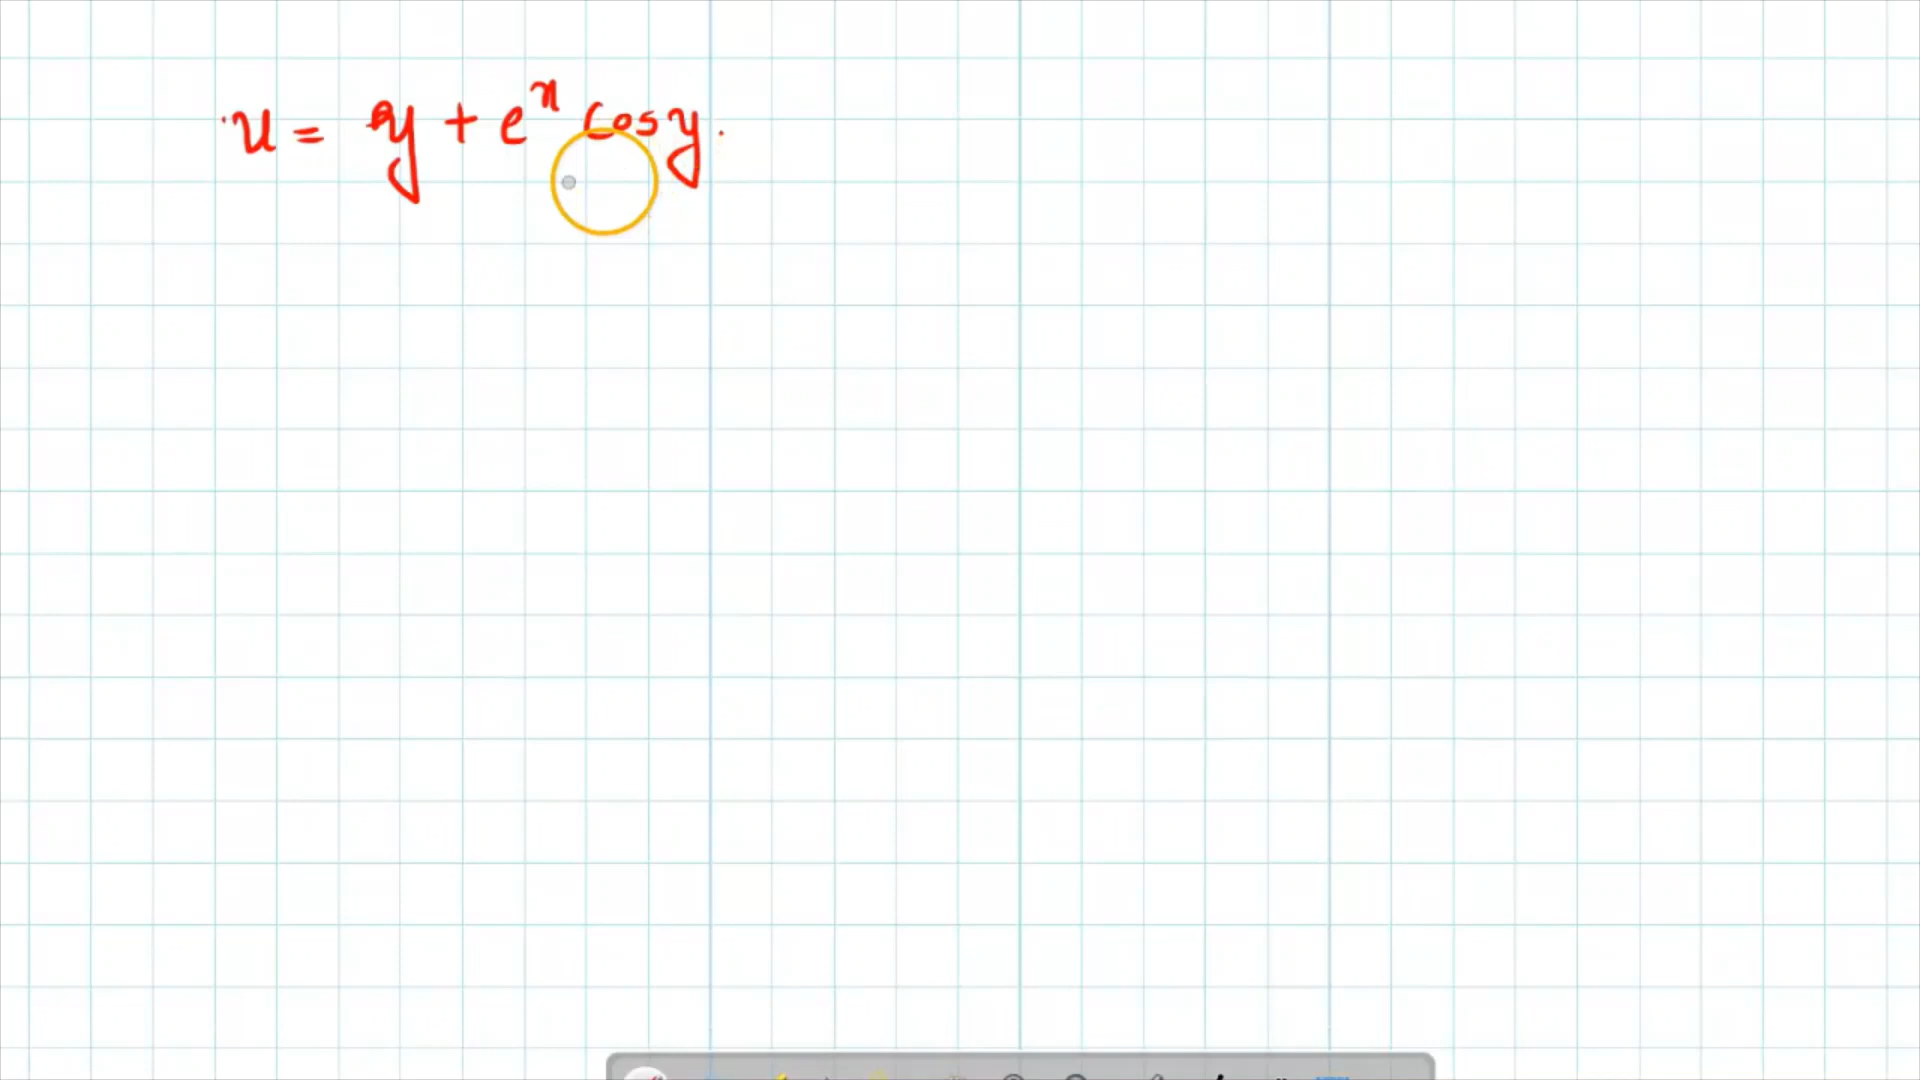 u = y + e^x cos y.